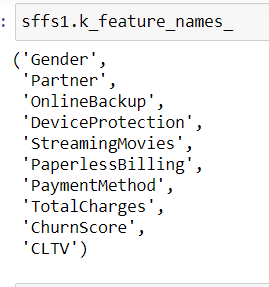 : sffs1.k_feature_names_
('Gender',
'Partner',
'OnlineBackup',
'DeviceProtection',
'StreamingMovies',
'PaperlessBilling',
'PaymentMethod',
'TotalCharges',
'ChurnScore',
'CLTV')